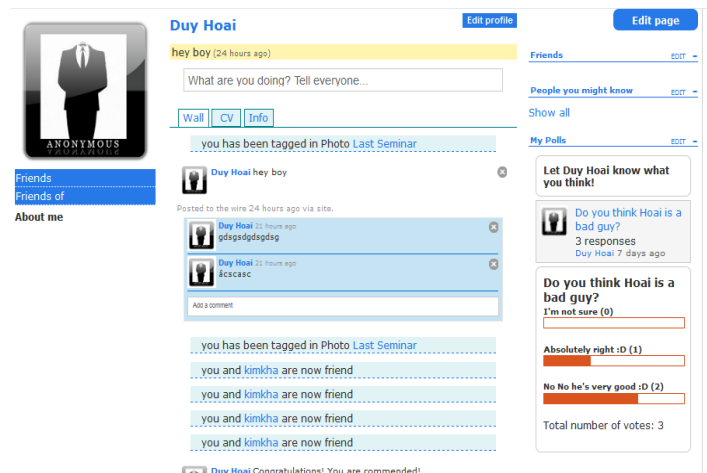 ANONYMOUS
Friends
Friends of
About me
Duy Hoai
Edit profile
hey boy (24 hours ago)
What are you doing? Tell everyone...
Wall
CV
Info
you has been tagged in Photo Last Seminar
Duy Hoai hey boy
Posted to the wire 24 hours ago via site.
Duy Hoai 21 hours ago
gdsgsdgdsgdsg
Duy Hoai 21 hours ago
âcscasc
Add a comment
you has been tagged in Photo Last Seminar
you and kimkha are now friend
you and kimkha are now friend
you and kimkha are now friend
you and kimkha are now friend
Duy Hoai Congratulations! You are commended!
Edit page
Friends
EDIT -
People you might know
EDIT -
Show all
My Polls
EDIT -
Let Duy Hoai know what
you think!
Do you think Hoai is a
bad guy?
3 responses
Duy Hoai 7 days ago
Do you think Hoai is a
bad guy?
I'm not sure (0)
Absolutely right :D (1)
No No he's very good :D (2)
Total number of votes: 3